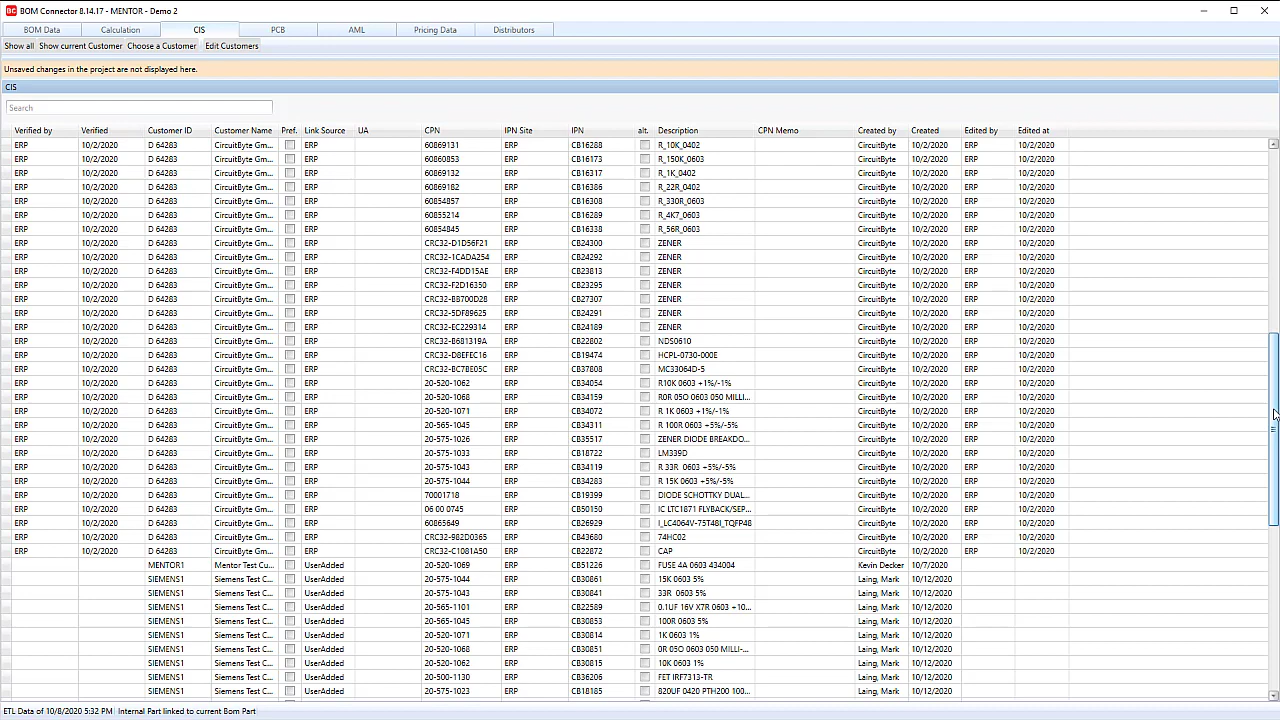 BC BOM Connector 8.14.17 - MENTOR - Demo 2
BOM Data Calculation CIS PCB AML Pricing Data Distributors
Show all Show current Customer Choose a Customer Edit Customers
Unsaved changes in the project are not displayed here.
CIS
Search
Verified by Verified Customer ID Customer Name Pref. Link Source UA CPN IPN Site IPN alt. Description CPN Memo Created by Created Edited by Edited at
ERP 10/2/2020 D 64283 CircuitByte Gm... ERP 60869131 ERP CB16288 R_10K_0402 CircuitByte 10/2/2020 ERP 10/2/2020
ERP 10/2/2020 D 64283 CircuitByte Gm... ERP 60860853 ERP CB16173 R_150K_0603 CircuitByte 10/2/2020 ERP 10/2/2020
ERP 10/2/2020 D 64283 CircuitByte Gm... ERP 60869132 ERP CB16317 R_1K_0402 CircuitByte 10/2/2020 ERP 10/2/2020
ERP 10/2/2020 D 64283 CircuitByte Gm... ERP 60869182 ERP CB16386 R_22R_0402 CircuitByte 10/2/2020 ERP 10/2/2020
ERP 10/2/2020 D 64283 CircuitByte Gm... ERP 60854857 ERP CB16308 R_330R_0603 CircuitByte 10/2/2020 ERP 10/2/2020
ERP 10/2/2020 D 64283 CircuitByte Gm... ERP 60855214 ERP CB16289 R_4K7_0603 CircuitByte 10/2/2020 ERP 10/2/2020
ERP 10/2/2020 D 64283 CircuitByte Gm... ERP 60854845 ERP CB16338 R_56R_0603 CircuitByte 10/2/2020 ERP 10/2/2020
ERP 10/2/2020 D 64283 CircuitByte Gm... ERP CRC32-D1D56F21 ERP CB24300 ZENER CircuitByte 10/2/2020 ERP 10/2/2020
ERP 10/2/2020 D 64283 CircuitByte Gm... ERP CRC32-1CADA254 ERP CB24292 ZENER CircuitByte 10/2/2020 ERP 10/2/2020
ERP 10/2/2020 D 64283 CircuitByte Gm... ERP CRC32-F4DD15AE ERP CB23813 ZENER CircuitByte 10/2/2020 ERP 10/2/2020
ERP 10/2/2020 D 64283 CircuitByte Gm... ERP CRC32-F2D16350 ERP CB23295 ZENER CircuitByte 10/2/2020 ERP 10/2/2020
ERP 10/2/2020 D 64283 CircuitByte Gm... ERP CRC32-BB700D28 ERP CB27307 ZENER CircuitByte 10/2/2020 ERP 10/2/2020
ERP 10/2/2020 D 64283 CircuitByte Gm... ERP CRC32-5DF89625 ERP CB24291 ZENER CircuitByte 10/2/2020 ERP 10/2/2020
ERP 10/2/2020 D 64283 CircuitByte Gm... ERP CRC32-EC229314 ERP CB24189 ZENER CircuitByte 10/2/2020 ERP 10/2/2020
ERP 10/2/2020 D 64283 CircuitByte Gm... ERP CRC32-8B81319A ERP CB22802 NDS0610 CircuitByte 10/2/2020 ERP 10/2/2020
ERP 10/2/2020 D 64283 CircuitByte Gm... ERP CRC32-D8EFEC16 ERP CB19474 HCPL-0730-000E CircuitByte 10/2/2020 ERP 10/2/2020
ERP 10/2/2020 D 64283 CircuitByte Gm... ERP CRC32-BC7BE05C ERP CB37808 MC33064D-5 CircuitByte 10/2/2020 ERP 10/2/2020
ERP 10/2/2020 D 64283 CircuitByte Gm... ERP 20-520-1062 ERP CB34054 R10K 0603 +1%/-1% CircuitByte 10/2/2020 ERP 10/2/2020
ERP 10/2/2020 D 64283 CircuitByte Gm... ERP 20-520-1068 ERP CB34159 R0R 05O 0603 050 MILLI... CircuitByte 10/2/2020 ERP 10/2/2020
ERP 10/2/2020 D 64283 CircuitByte Gm... ERP 20-520-1071 ERP CB34072 R 1K 0603 +1%/-1% CircuitByte 10/2/2020 ERP 10/2/2020
ERP 10/2/2020 D 64283 CircuitByte Gm... ERP 20-565-1045 ERP CB34311 R 100R 0603 +5%/-5% CircuitByte 10/2/2020 ERP 10/2/2020
ERP 10/2/2020 D 64283 CircuitByte Gm... ERP 20-575-1026 ERP CB35517 ZENER DIODE BREAKDO... CircuitByte 10/2/2020 ERP 10/2/2020
ERP 10/2/2020 D 64283 CircuitByte Gm... ERP 20-575-1033 ERP CB18722 LM339D CircuitByte 10/2/2020 ERP 10/2/2020
ERP 10/2/2020 D 64283 CircuitByte Gm... ERP 20-575-1043 ERP CB34119 R 33R 0603 +5%/-5% CircuitByte 10/2/2020 ERP 10/2/2020
ERP 10/2/2020 D 64283 CircuitByte Gm... ERP 20-575-1044 ERP CB34283 R 15K 0603 +5%/-5% CircuitByte 10/2/2020 ERP 10/2/2020
ERP 10/2/2020 D 64283 CircuitByte Gm... ERP 70001718 ERP CB19399 DIODE SCHOTTKY DUAL... CircuitByte 10/2/2020 ERP 10/2/2020
ERP 10/2/2020 D 64283 CircuitByte Gm... ERP 06 00 0745 ERP CB50150 IC LTC1871 FLYBACK/SEP... CircuitByte 10/2/2020 ERP 10/2/2020
ERP 10/2/2020 D 64283 CircuitByte Gm... ERP 60865649 ERP CB26929 I_LC4064V-75T48I_TQFP48 CircuitByte 10/2/2020 ERP 10/2/2020
ERP 10/2/2020 D 64283 CircuitByte Gm... ERP CRC32-982D0365 ERP CB43680 74HC02 CircuitByte 10/2/2020 ERP 10/2/2020
ERP 10/2/2020 D 64283 CircuitByte Gm... ERP CRC32-C1081A50 ERP CB22872 CAP CircuitByte 10/2/2020 ERP 10/2/2020
MENTOR1 Mentor Test Cu... UserAdded 20-520-1069 ERP CB51226 FUSE 4A 0603 434004 Kevin Decker 10/7/2020
SIEMENS1 Siemens Test C... UserAdded 20-575-1044 ERP CB30861 15K 0603 5% Laing, Mark 10/12/2020
SIEMENS1 Siemens Test C... UserAdded 20-575-1043 ERP CB30841 33R 0603 5% Laing, Mark 10/12/2020
SIEMENS1 Siemens Test C... UserAdded 20-565-1101 ERP CB22589 0.1UF 16V X7R 0603 +10... Laing, Mark 10/12/2020
SIEMENS1 Siemens Test C... UserAdded 20-565-1045 ERP CB30853 100R 0603 5% Laing, Mark 10/12/2020
SIEMENS1 Siemens Test C... UserAdded 20-520-1071 ERP CB30814 1K 0603 1% Laing, Mark 10/12/2020
SIEMENS1 Siemens Test C... UserAdded 20-520-1068 ERP CB30851 0R 05O 0603 050 MILLI-... Laing, Mark 10/12/2020
SIEMENS1 Siemens Test C... UserAdded 20-520-1062 ERP CB30815 10K 0603 1% Laing, Mark 10/12/2020
SIEMENS1 Siemens Test C... UserAdded 20-500-1130 ERP CB36206 FET IRF7313-TR Laing, Mark 10/12/2020
SIEMENS1 Siemens Test C... UserAdded 20-575-1023 ERP CB18185 820UF 0420 PTH200 100... Laing, Mark 10/12/2020
ETL Data of 10/8/2020 5:32 PM Internal Part linked to current Bom Part